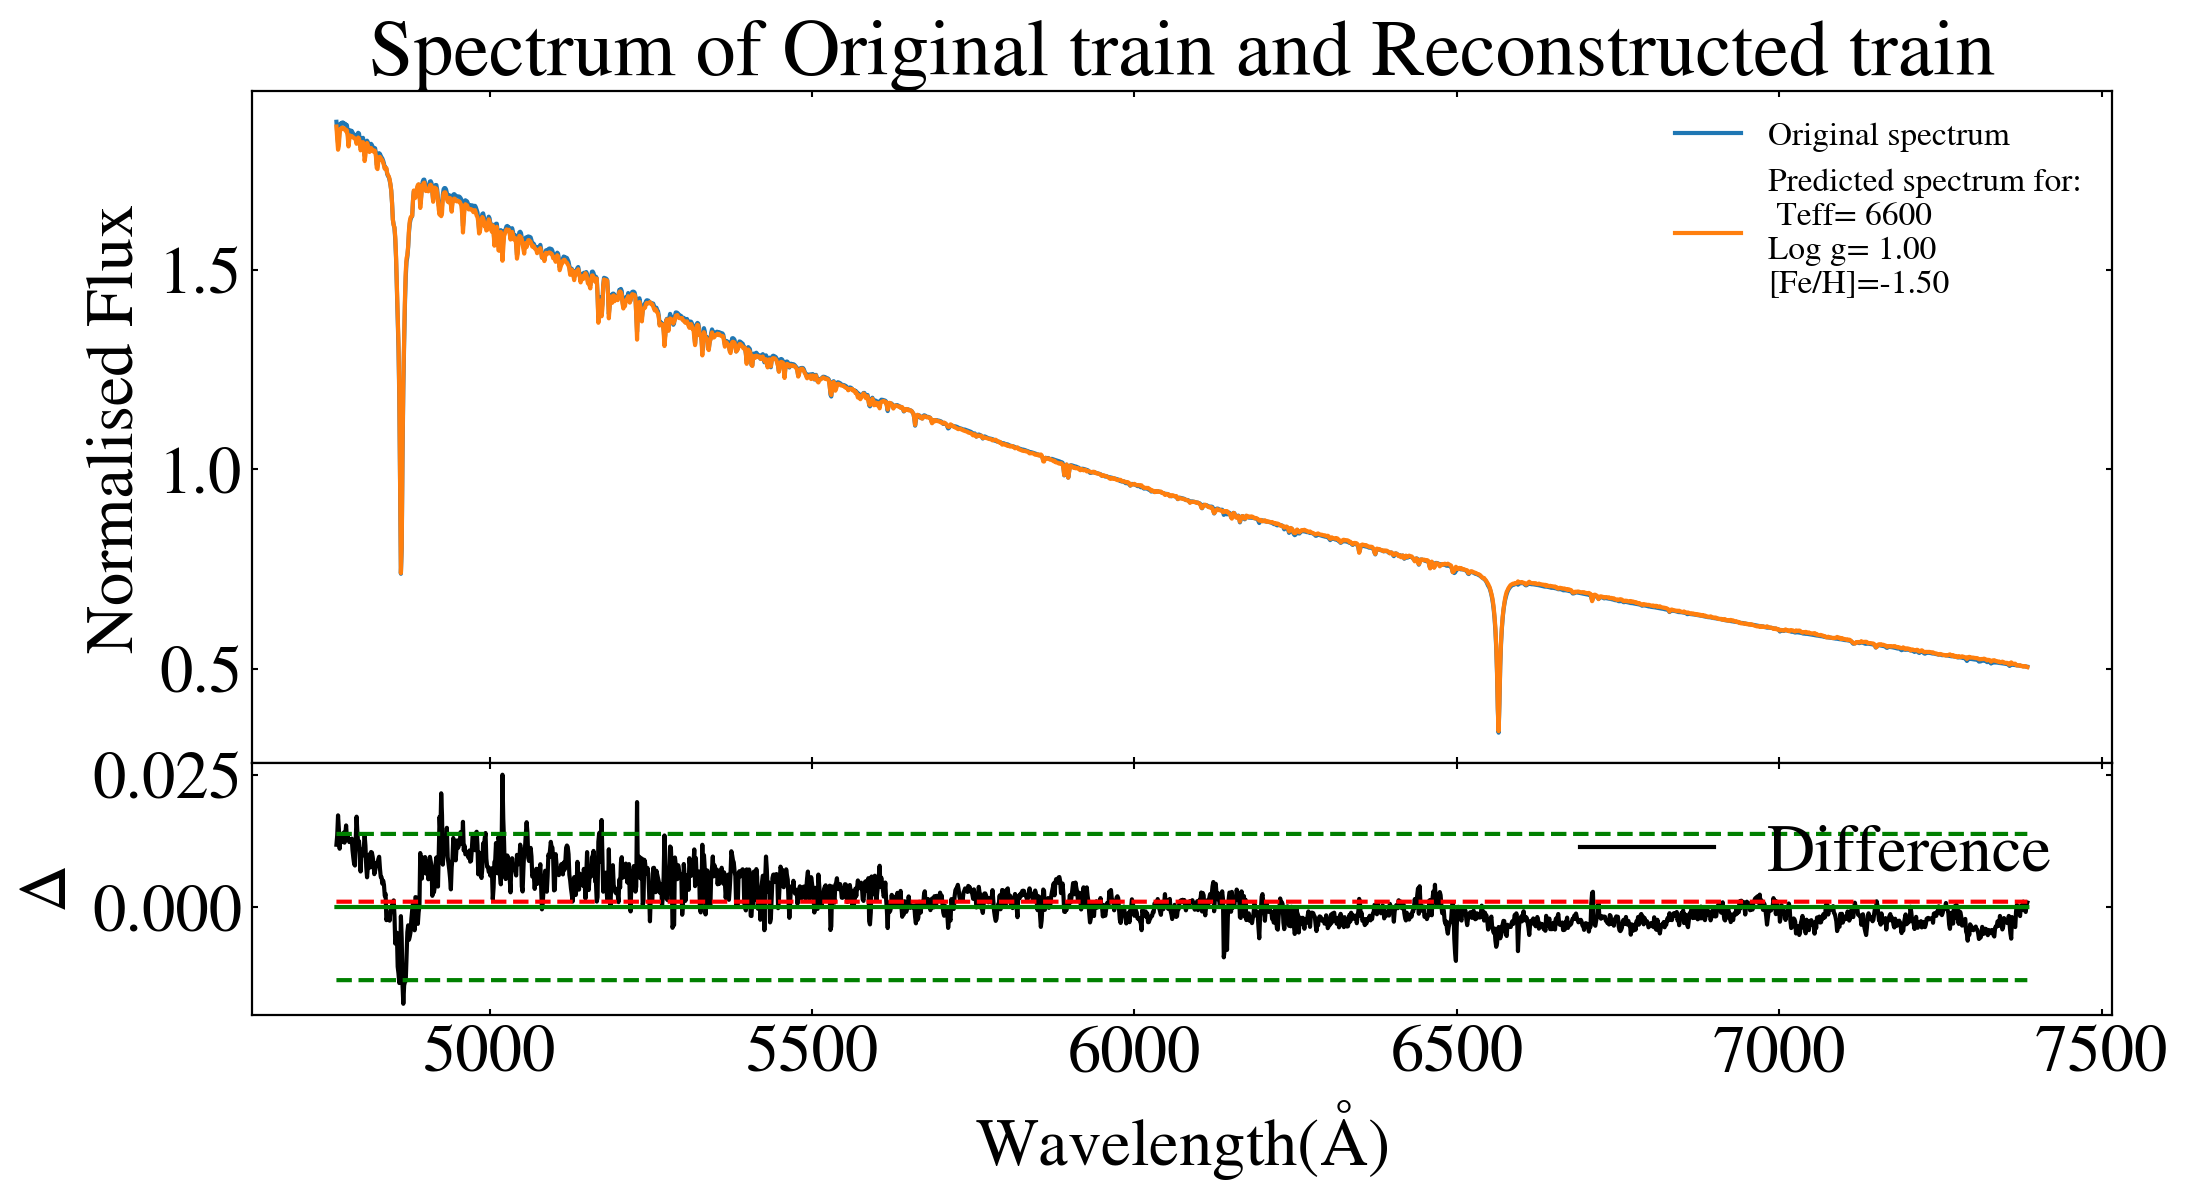 Spectrum of Original train and Reconstructed train
Original spectrum
Predicted spectrum for:
Teff= 6600
Log g= 1.00
[Fe/H]=-1.50
Normalised Flux
1.5
1.0
0.5
0.025
0.000
Δ
Difference
5000 5500 6000 6500 7000 7500
Wavelength(Å)